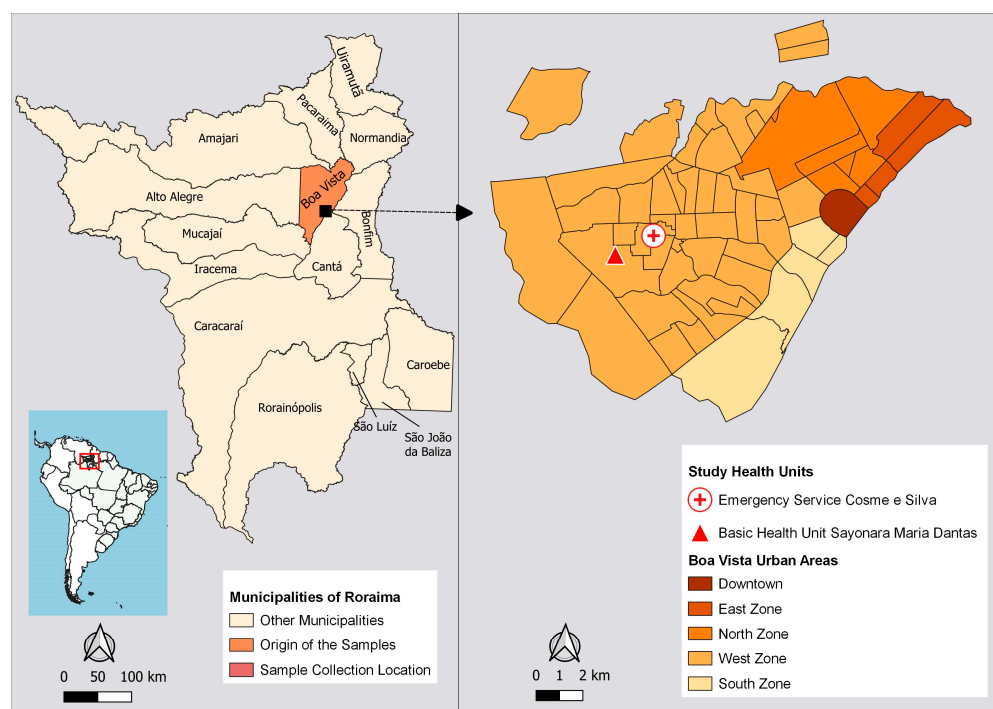 Uiramutã
Pacaraima
Amajari
Normandia
Boa Vista
Alto Alegre
Bonfim
Mucajaí
Iracema
Cantá
Caracaraí
Caroebe
Rorainópolis
São Luíz
São João
da Baliza
Municipalities of Roraima
Other Municipalities
Origin of the Samples
Sample Collection Location
0 50 100 km
Study Health Units
Emergency Service Cosme e Silva
Basic Health Unit Sayonara Maria Dantas
Boa Vista Urban Areas
Downtown
East Zone
North Zone
West Zone
South Zone
0 1 2 km